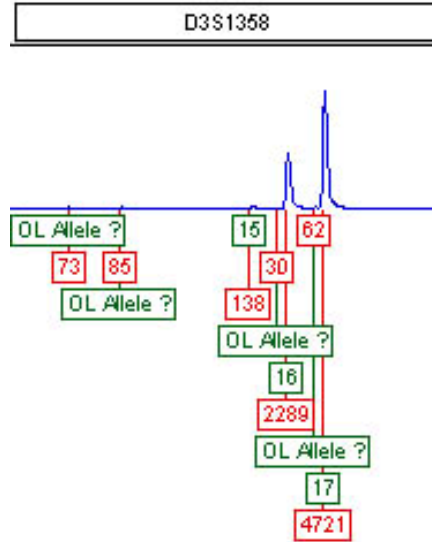 D3S1358
OL Allele ? 15 62
73 85 30
OL Allele ? 138
OL Allele ?
16
2289
OL Allele ?
17
4721